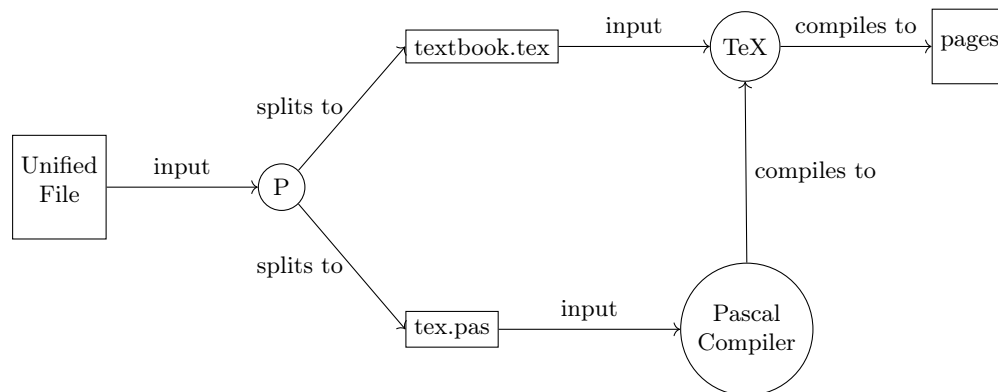 textbook.tex
input
TeX
compiles to
pages
splits to
Unified
File
input
P
compiles to
splits to
tex.pas
input
Pascal
Compiler